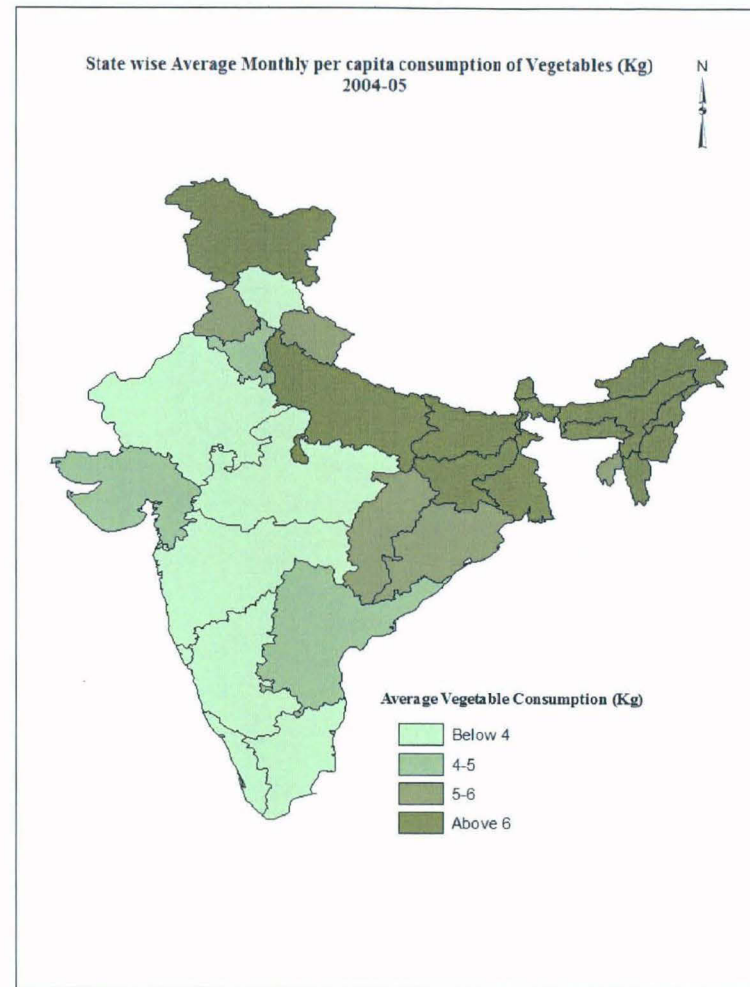 State wise Average Monthly per capita consumption of Vegetables (Kg)
2004-05
N
Average Vegetable Consumption (Kg)
Below 4
4-5
5-6
Above 6